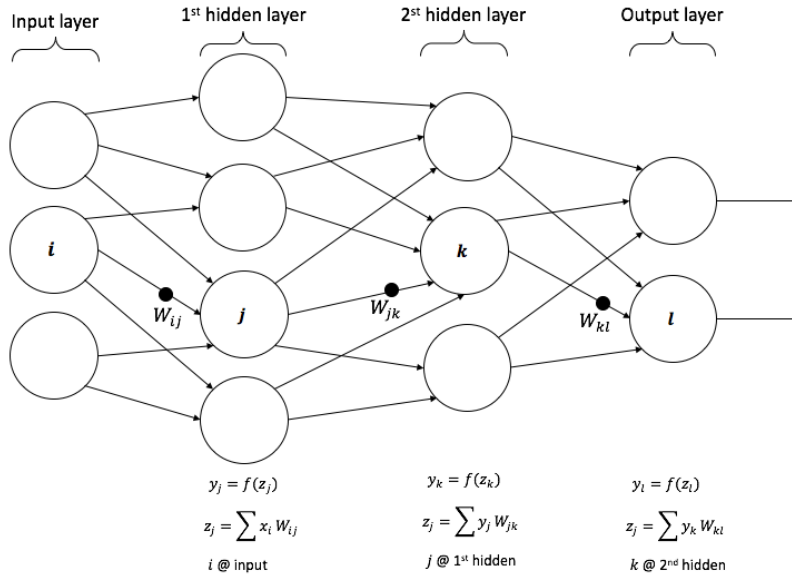 Input layer
1st hidden layer
2st hidden layer
Output layer
i
j
k
l
Wij
Wjk
Wkl
yj = f(zj)
zj = ∑ xi Wij
i @ input
yk = f(zk)
zj = ∑ yj Wjk
j @ 1st hidden
yl = f(zl)
zj = ∑ yk Wkl
k @ 2nd hidden